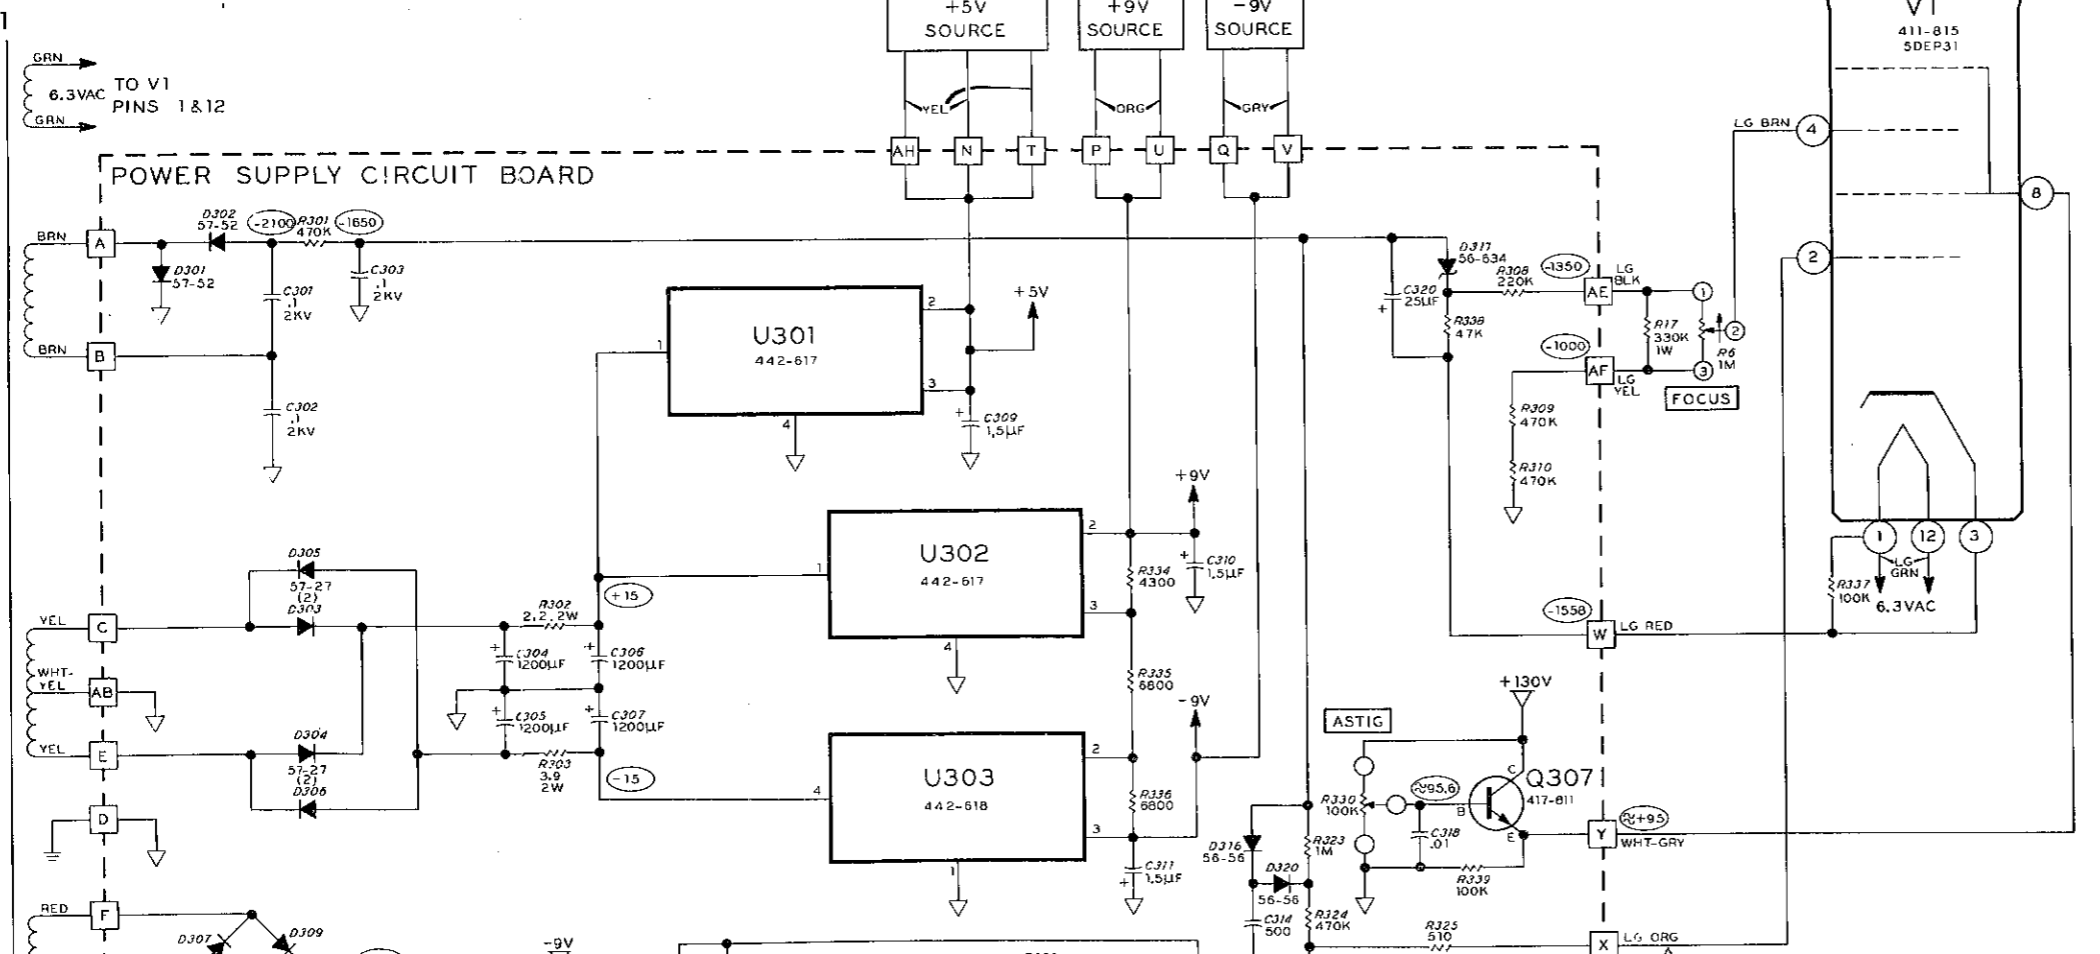 1
GRN
6.3VAC
GRN
TO V1
PINS 1&12
+5V
SOURCE
+9V
SOURCE
-9V
SOURCE
YEL
ORG
GRY
AH
N
T
P
U
Q
V
V1
411-815
5DEP31
LG BRN
4
8
2
POWER SUPPLY CIRCUIT BOARD
BRN
A
D302
57-52
-2100
R301
470K
-1650
D301
57-52
C301
.1
2KV
C303
.1
2KV
BRN
B
C302
.1
2KV
U301
442-617
1
2
3
4
+5V
C309
1.5µF
D317
56-634
C320
25µF
+
R308
220K
R338
47K
-1350
LG
BLK
AE
-1000
AF
LG
YEL
R17
330K
1W
1
2
3
R6
1M
FOCUS
R309
470K
R310
470K
1
12
3
LG
GRN
R337
100K
6.3VAC
D305
57-27
(2)
D303
YEL
C
WHT-
YEL
AB
YEL
E
D304
57-27
(2)
D306
D
R302
2.2, 2W
+15
+
C304
1200µF
+
C306
1200µF
+
C305
1200µF
+
C307
1200µF
R303
3.9
2W
-15
U302
442-617
1
2
3
4
+9V
+
C310
1.5µF
R334
4300
R335
6800
-9V
U303
442-618
4
2
3
1
R336
6800
+
C311
1.5µF
-1558
W
LG RED
+130V
ASTIG
C
Q307
417-811
B
E
≈95.6
R330
100K
C318
.01
R339
100K
≈+95
Y
WHT-GRY
D316
56-56
R323
1M
D320
56-56
C314
500
R324
470K
R325
510
X
LG ORG
RED
F
D307
D309
-9V